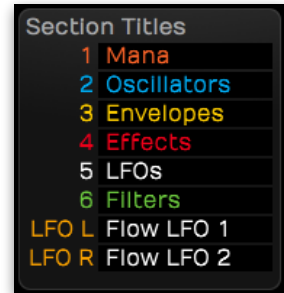 Section Titles
1 Mana
2 Oscillators
3 Envelopes
4 Effects
5 LFOs
6 Filters
LFO L Flow LFO 1
LFO R Flow LFO 2